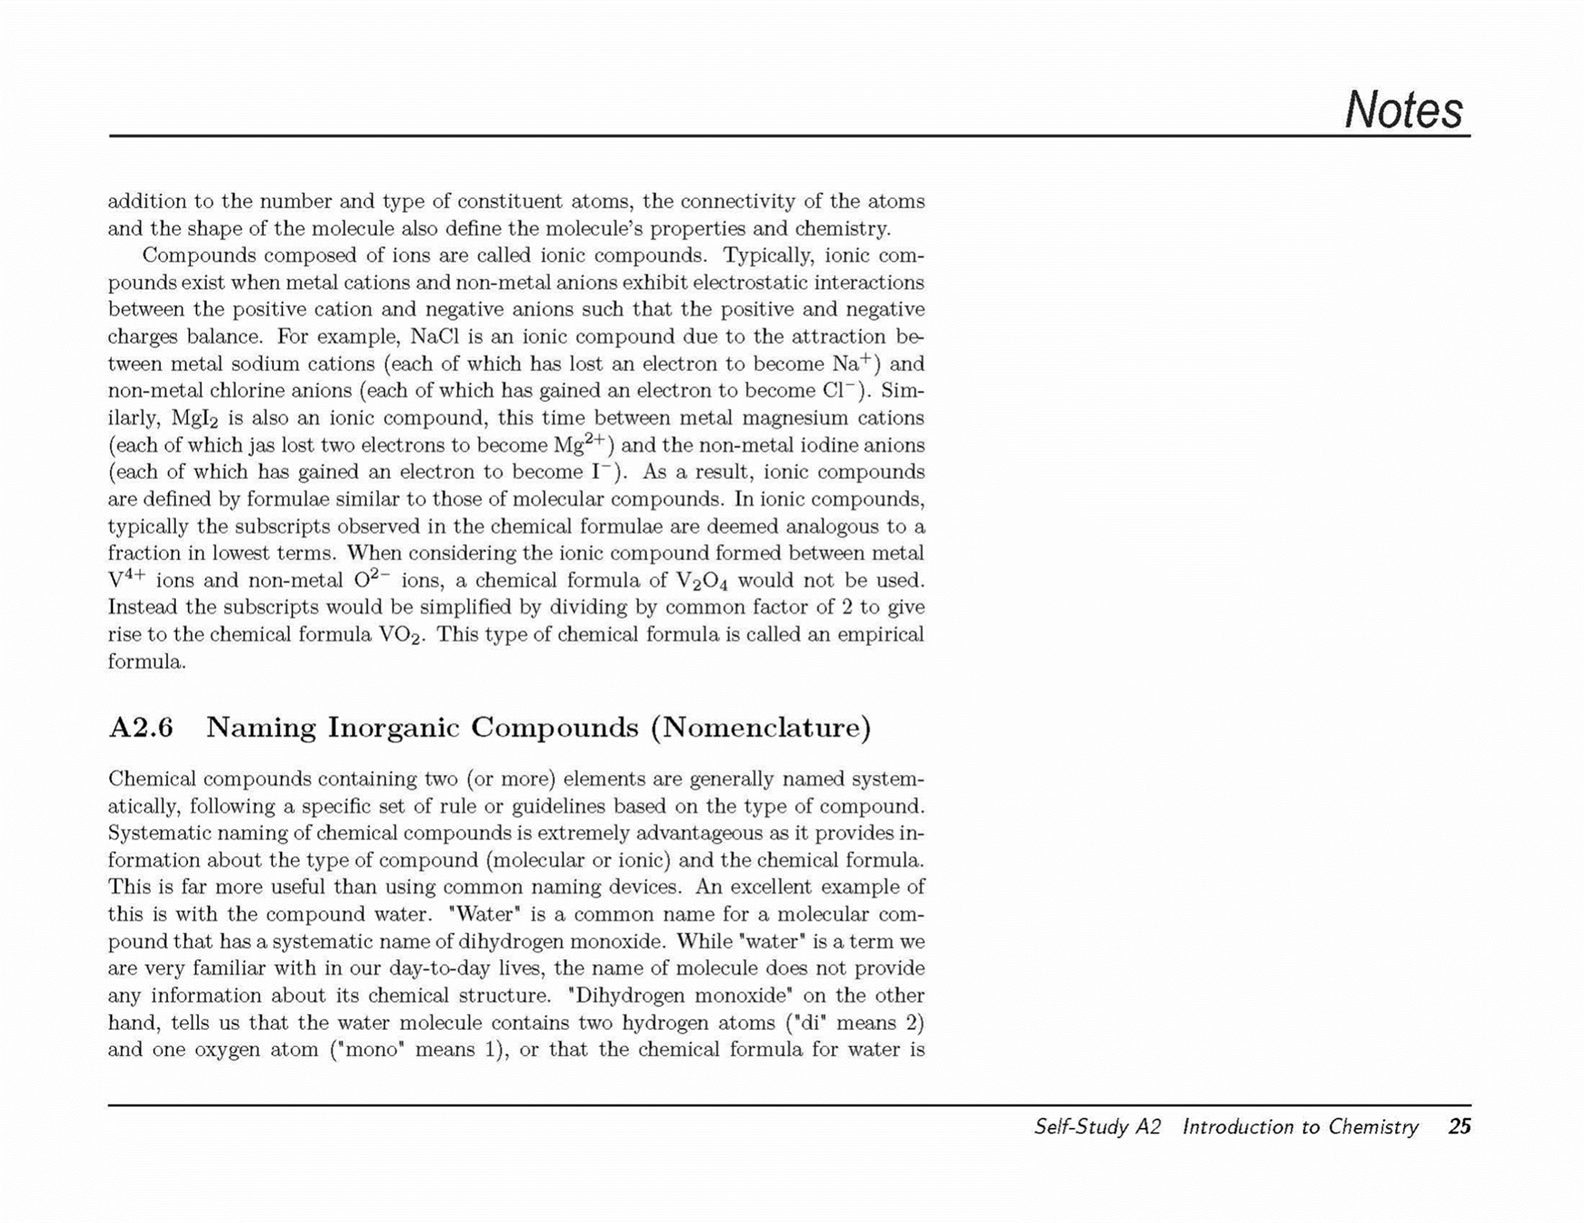 Notes
addition to the number and type of constituent atoms, the connectivity of the atoms
and the shape of the molecule also define the molecule's properties and chemistry.
Compounds composed of ions are called ionic compounds. Typically, ionic com-
pounds exist when metal cations and non-metal anions exhibit electrostatic interactions
between the positive cation and negative anions such that the positive and negative
charges balance. For example, NaCl is an ionic compound due to the attraction be-
tween metal sodium cations (each of which has lost an electron to become Na⁺) and
non-metal chlorine anions (each of which has gained an electron to become Cl⁻). Sim-
ilarly, MgI₂ is also an ionic compound, this time between metal magnesium cations
(each of which jas lost two electrons to become Mg²⁺) and the non-metal iodine anions
(each of which has gained an electron to become I⁻). As a result, ionic compounds
are defined by formulae similar to those of molecular compounds. In ionic compounds,
typically the subscripts observed in the chemical formulae are deemed analogous to a
fraction in lowest terms. When considering the ionic compound formed between metal
V⁴⁺ ions and non-metal O²⁻ ions, a chemical formula of V₂O₄ would not be used.
Instead the subscripts would be simplified by dividing by common factor of 2 to give
rise to the chemical formula VO₂. This type of chemical formula is called an empirical
formula.
A2.6 Naming Inorganic Compounds (Nomenclature)
Chemical compounds containing two (or more) elements are generally named system-
atically, following a specific set of rule or guidelines based on the type of compound.
Systematic naming of chemical compounds is extremely advantageous as it provides in-
formation about the type of compound (molecular or ionic) and the chemical formula.
This is far more useful than using common naming devices. An excellent example of
this is with the compound water. "Water" is a common name for a molecular com-
pound that has a systematic name of dihydrogen monoxide. While "water" is a term we
are very familiar with in our day-to-day lives, the name of molecule does not provide
any information about its chemical structure. "Dihydrogen monoxide" on the other
hand, tells us that the water molecule contains two hydrogen atoms ("di" means 2)
and one oxygen atom ("mono" means 1), or that the chemical formula for water is
Self-Study A2 Introduction to Chemistry 25